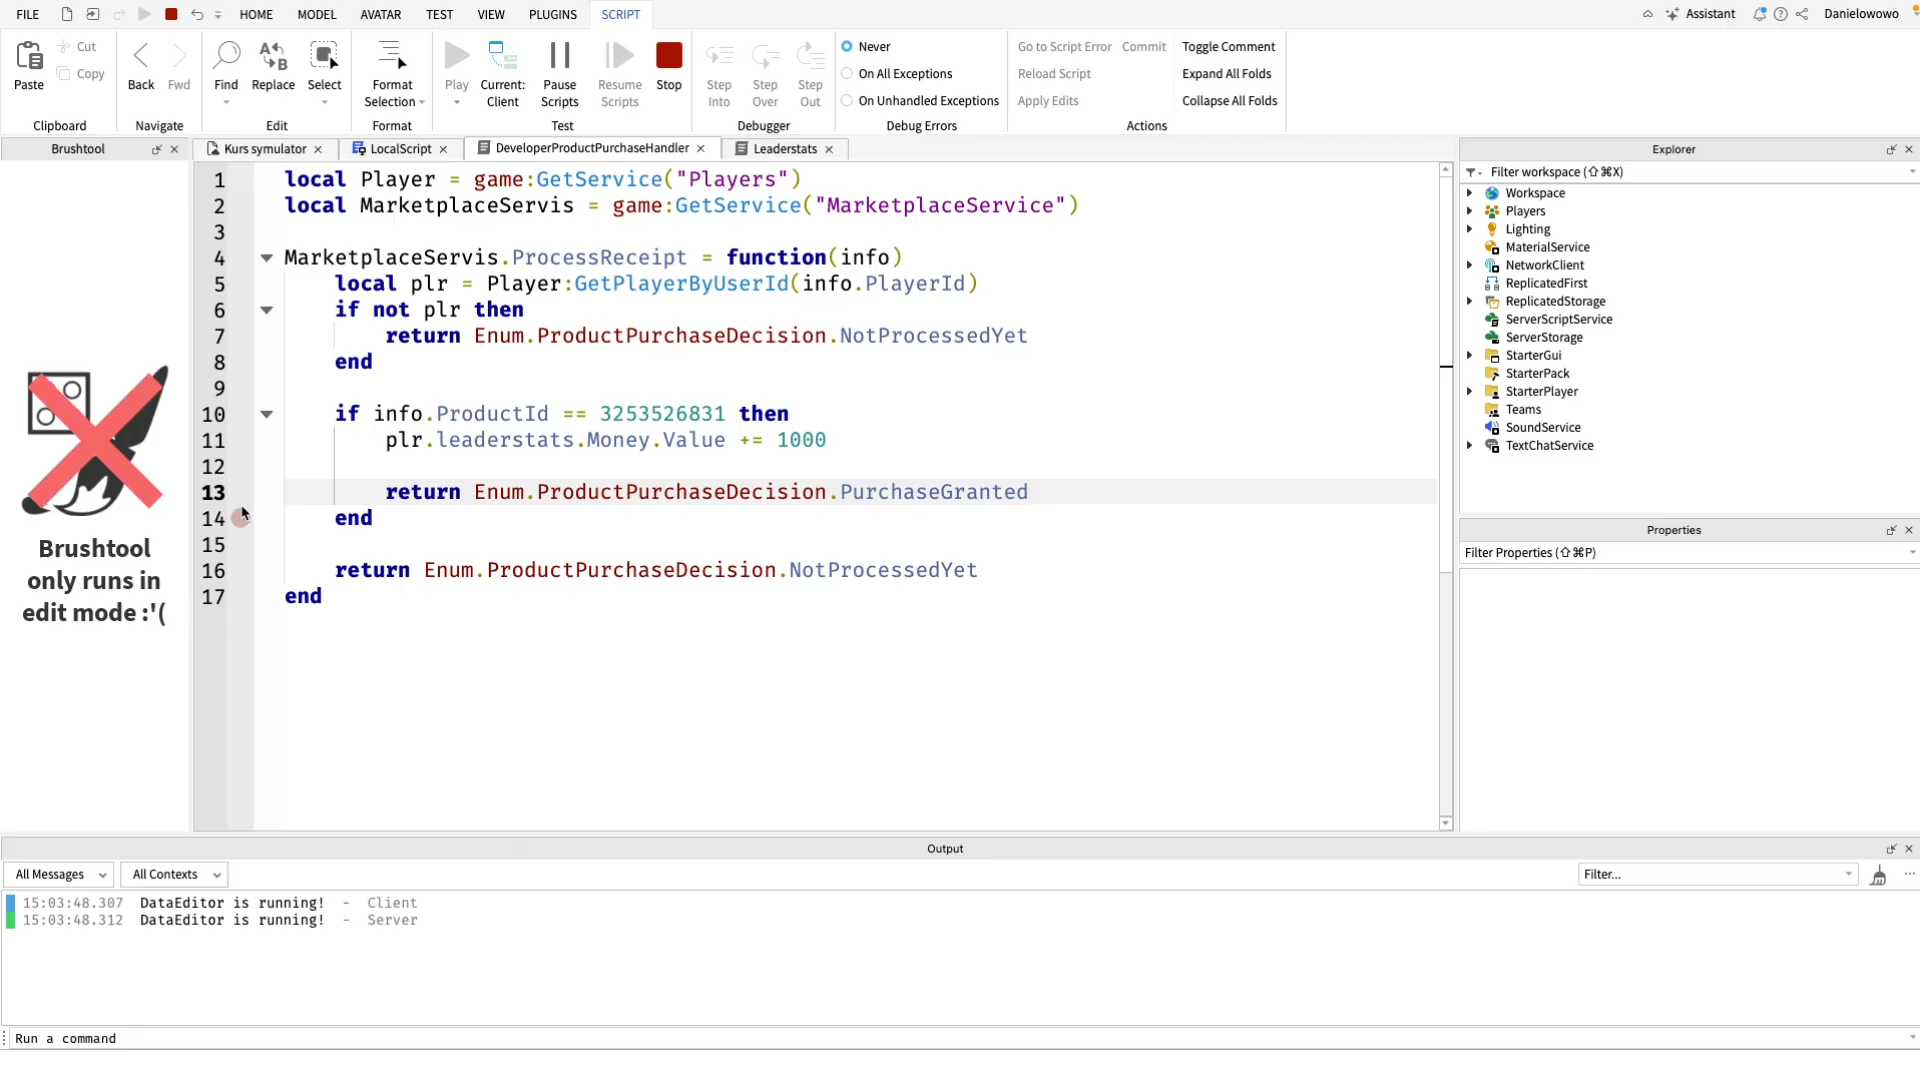 FILE HOME MODEL AVATAR TEST VIEW PLUGINS SCRIPT Assistant Danielowowo
Paste Cut Copy
Clipboard
Back Fwd
Navigate
Find Replace Select
Edit
Format Selection
Format
Play Current: Client Pause Scripts Resume Scripts Stop
Test
Step Into Step Over Step Out
Debugger
Never
On All Exceptions
On Unhandled Exceptions
Debug Errors
Go to Script Error Commit Toggle Comment
Reload Script Expand All Folds
Apply Edits Collapse All Folds
Actions
Brushtool
Kurs symulator LocalScript DeveloperProductPurchaseHandler Leaderstats
Brushtool
only runs in
edit mode :'(
1 local Player = game:GetService("Players")
2 local MarketplaceServis = game:GetService("MarketplaceService")
3
4 MarketplaceServis.ProcessReceipt = function(info)
5 local plr = Player:GetPlayerByUserId(info.PlayerId)
6 if not plr then
7 return Enum.ProductPurchaseDecision.NotProcessedYet
8 end
9
10 if info.ProductId == 3253526831 then
11 plr.leaderstats.Money.Value += 1000
12
13 return Enum.ProductPurchaseDecision.PurchaseGranted
14 end
15
16 return Enum.ProductPurchaseDecision.NotProcessedYet
17 end
Explorer
Filter workspace (⇧⌘X)
Workspace
Players
Lighting
MaterialService
NetworkClient
ReplicatedFirst
ReplicatedStorage
ServerScriptService
ServerStorage
StarterGui
StarterPack
StarterPlayer
Teams
SoundService
TextChatService
Properties
Filter Properties (⇧⌘P)
Output
All Messages All Contexts Filter...
15:03:48.307 DataEditor is running! - Client
15:03:48.312 DataEditor is running! - Server
Run a command